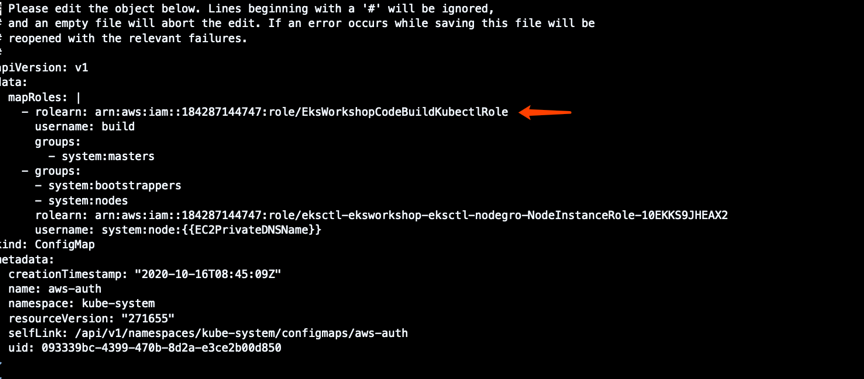 # Please edit the object below. Lines beginning with a '#' will be ignored,
# and an empty file will abort the edit. If an error occurs while saving this file will be
# reopened with the relevant failures.
#
apiVersion: v1
data:
  mapRoles: |
    - rolearn: arn:aws:iam::184287144747:role/EksWorkshopCodeBuildKubectlRole
      username: build
      groups:
        - system:masters
    - groups:
      - system:bootstrappers
      - system:nodes
      rolearn: arn:aws:iam::184287144747:role/eksctl-eksworkshop-eksctl-nodegro-NodeInstanceRole-10EKKS9JHEAX2
      username: system:node:{{EC2PrivateDNSName}}
kind: ConfigMap
metadata:
  creationTimestamp: "2020-10-16T08:45:09Z"
  name: aws-auth
  namespace: kube-system
  resourceVersion: "271655"
  selfLink: /api/v1/namespaces/kube-system/configmaps/aws-auth
  uid: 093339bc-4399-470b-8d2a-e3ce2b00d850